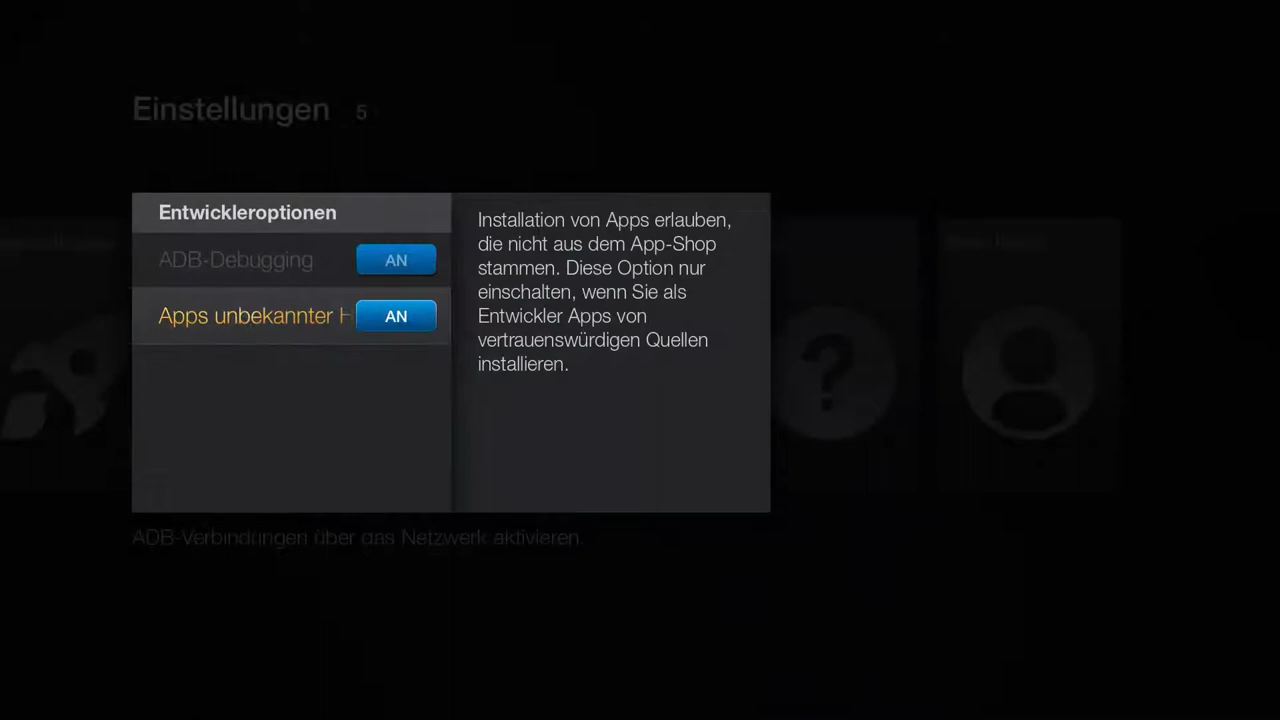 Einstellungen 5
Entwickleroptionen
ADB-Debugging AN
Apps unbekannter H AN
Installation von Apps erlauben,
die nicht aus dem App-Shop
stammen. Diese Option nur
einschalten, wenn Sie als
Entwickler Apps von
vertrauenswürdigen Quellen
installieren.
?
ADB-Verbindungen über das Netzwerk aktivieren.